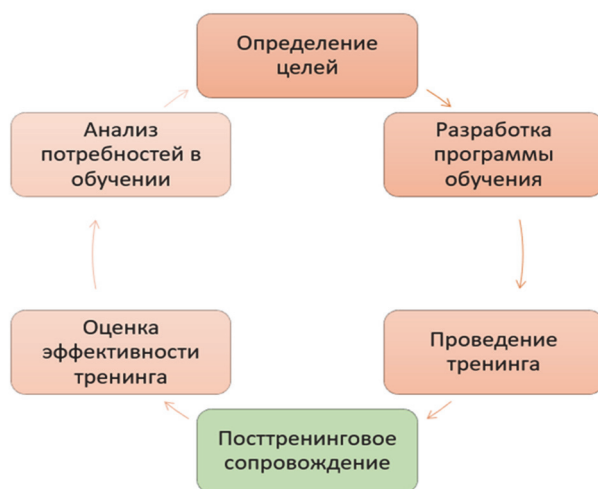 Определение
целей
Разработка
программы
обучения
Проведение
тренинга
Посттренинговое
сопровождение
Оценка
эффективности
тренинга
Анализ
потребностей в
обучении